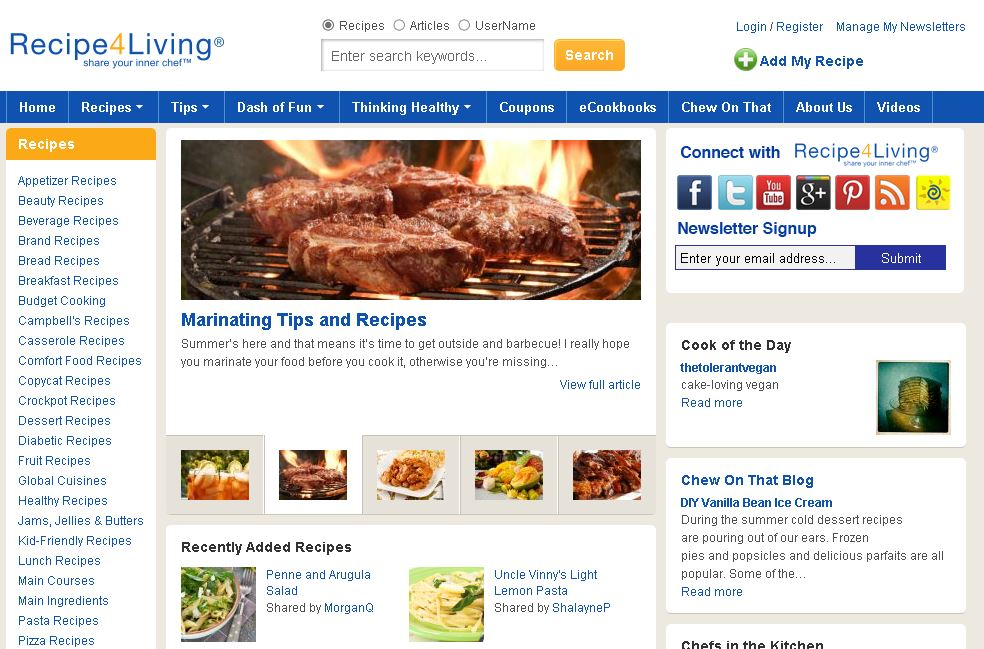 Recipe4Living®
share your inner chef™
Recipes Articles UserName
Enter search keywords...
Search
Login / Register Manage My Newsletters
Add My Recipe
Home Recipes Tips Dash of Fun Thinking Healthy Coupons eCookbooks Chew On That About Us Videos
Recipes
Appetizer Recipes
Beauty Recipes
Beverage Recipes
Brand Recipes
Bread Recipes
Breakfast Recipes
Budget Cooking
Campbell's Recipes
Casserole Recipes
Comfort Food Recipes
Copycat Recipes
Crockpot Recipes
Dessert Recipes
Diabetic Recipes
Fruit Recipes
Global Cuisines
Healthy Recipes
Jams, Jellies & Butters
Kid-Friendly Recipes
Lunch Recipes
Main Courses
Main Ingredients
Pasta Recipes
Pizza Recipes
Marinating Tips and Recipes
Summer's here and that means it's time to get outside and barbecue! I really hope
you marinate your food before you cook it, otherwise you're missing...
View full article
Recently Added Recipes
Penne and Arugula
Salad
Shared by MorganQ
Uncle Vinny's Light
Lemon Pasta
Shared by ShalayneP
Connect with Recipe4Living®
share your inner chef™
You
Tube
g+
Newsletter Signup
Enter your email address...
Submit
Cook of the Day
thetolerantvegan
cake-loving vegan
Read more
Chew On That Blog
DIY Vanilla Bean Ice Cream
During the summer cold dessert recipes
are pouring out of our ears. Frozen
pies and popsicles and delicious parfaits are all
popular. Some of the...
Read more
Chefs in the Kitchen